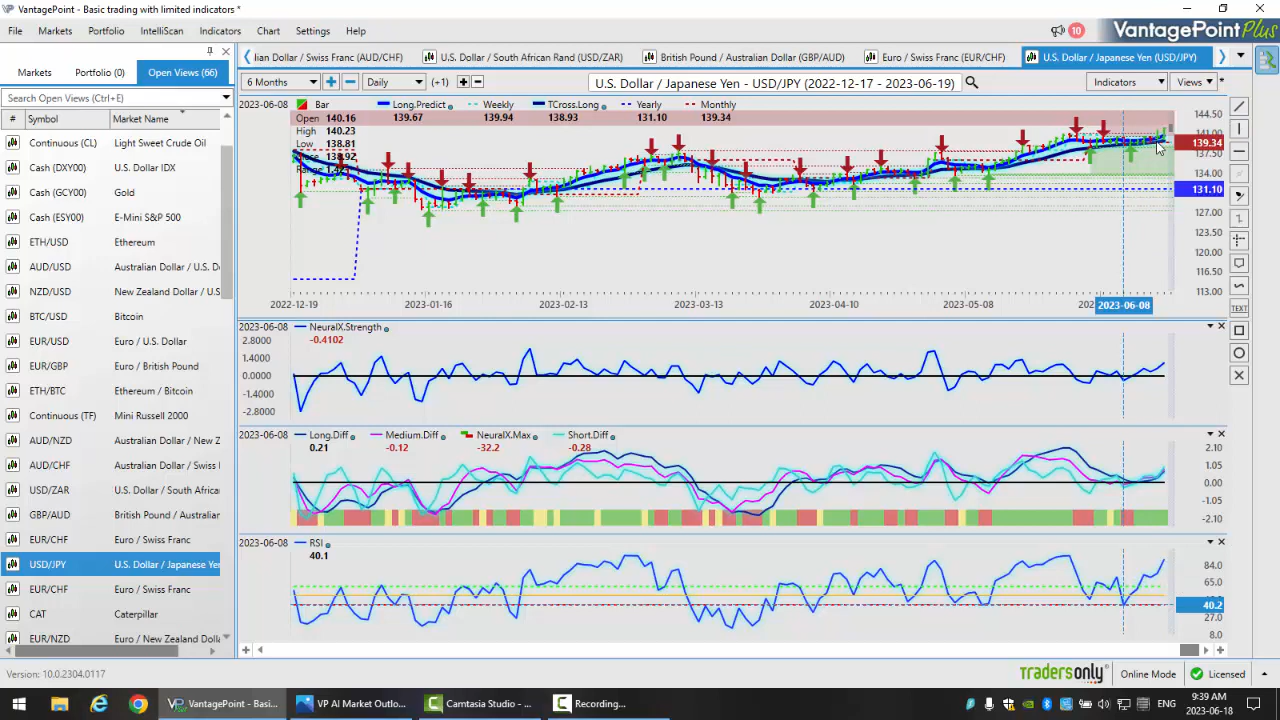 VP - Basic trading with limited indicators *
File Markets Portfolio IntelliScan Indicators Chart Settings Help
10
VantagePoint Plus
Markets Portfolio (0) Open Views (66)
lian Dollar / Swiss Franc (AUD/CHF) U.S. Dollar / South African Rand (USD/ZAR) British Pound / Australian Dollar (GBP/AUD) Euro / Swiss Franc (EUR/CHF) U.S. Dollar / Japanese Yen (USD/JPY)
6 Months Daily (+1)
U.S. Dollar / Japanese Yen - USD/JPY (2022-12-17 - 2023-06-19)
Indicators Views
Search Open Views (Ctrl+E)
# Symbol Market Name
Continuous (CL) Light Sweet Crude Oil
Cash (DXY00) U.S. Dollar IDX
Cash (GCY00) Gold
Cash (ESY00) E-Mini S&P 500
ETH/USD Ethereum
AUD/USD Australian Dollar / U.S. D
NZD/USD New Zealand Dollar / U.S
BTC/USD Bitcoin
EUR/USD Euro / U.S. Dollar
EUR/GBP Euro / British Pound
ETH/BTC Ethereum / Bitcoin
Continuous (TF) Mini Russell 2000
AUD/NZD Australian Dollar / New Z
AUD/CHF Australian Dollar / Swiss I
USD/ZAR U.S. Dollar / South Africa
GBP/AUD British Pound / Australian
EUR/CHF Euro / Swiss Franc
USD/JPY U.S. Dollar / Japanese Yen
EUR/CHF Euro / Swiss Franc
CAT Caterpillar
EUR/NZD Euro / New Zealand Dolla
2023-06-08 Bar Long.Predict Weekly TCross.Long Yearly Monthly
Open 140.16 139.67 139.94 138.93 131.10 139.34
High 140.23
Low 138.81
Close 138.92
Range 1.423
144.50
141.00
139.34
137.50
134.00
131.10
127.00
123.50
120.00
116.50
113.00
2022-12-19 2023-01-16 2023-02-13 2023-03-13 2023-04-10 2023-05-08 202 2023-06-08
2023-06-08 NeuralX.Strength
-0.4102
2.8000
1.4000
0.0000
-1.4000
-2.8000
2023-06-08 Long.Diff Medium.Diff NeuralX.Max Short.Diff
0.21 -0.12 -32.2 -0.28
2.10
1.05
0.00
-1.05
-2.10
2023-06-08 RSI
40.1
84.0
65.0
40.2
27.0
8.0
TEXT
Version: 10.0.2304.0117
tradersonly Online Mode Licensed
VantagePoint - Basi... VP AI Market Outlo... Camtasia Studio - ... Recording...
9:39 AM
2023-06-18